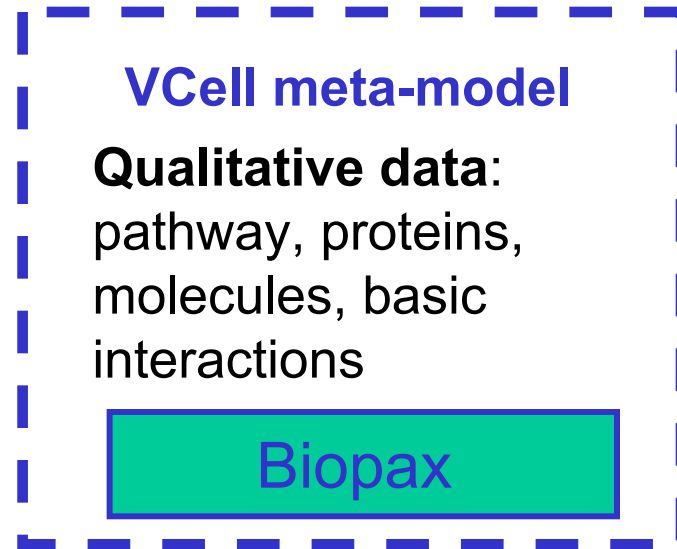 VCell meta-model
Qualitative data:
pathway, proteins,
molecules, basic
interactions
Biopax